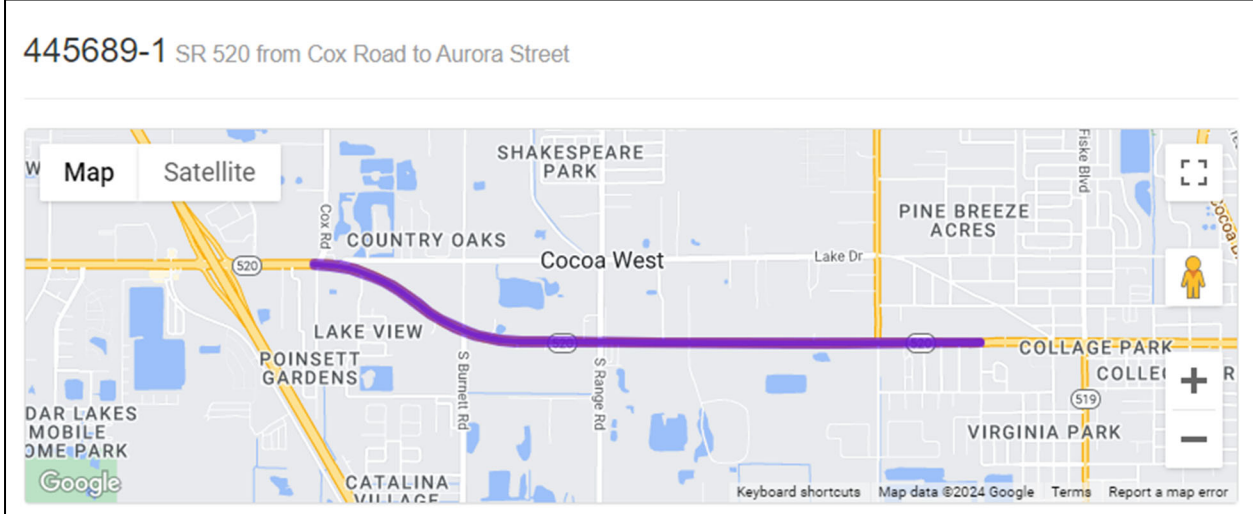 445689-1 SR 520 from Cox Road to Aurora Street
Map
Satellite
W
SHAKESPEARE
PARK
Fiske Blvd
Cox Rd
PINE BREEZE
ACRES
COUNTRY OAKS
520
Cocoa West
Lake Dr
LAKE VIEW
520
520
POINSETT
GARDENS
S Burnett Rd
S Range Rd
COLLAGE PARK
COLLEG
R
519
DAR LAKES
MOBILE
OME PARK
VIRGINIA PARK
Google
CATALINA
VILLAGE
Keyboard shortcuts
Map data ©2024 Google
Terms
Report a map error